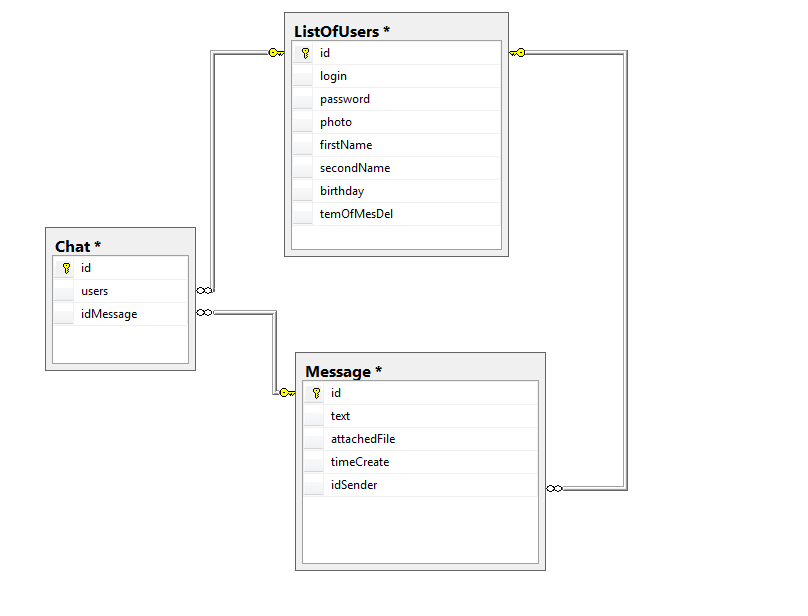 ListOfUsers *
id
login
password
photo
firstName
secondName
birthday
temOfMesDel
Chat *
id
users
idMessage
Message *
id
text
attachedFile
timeCreate
idSender